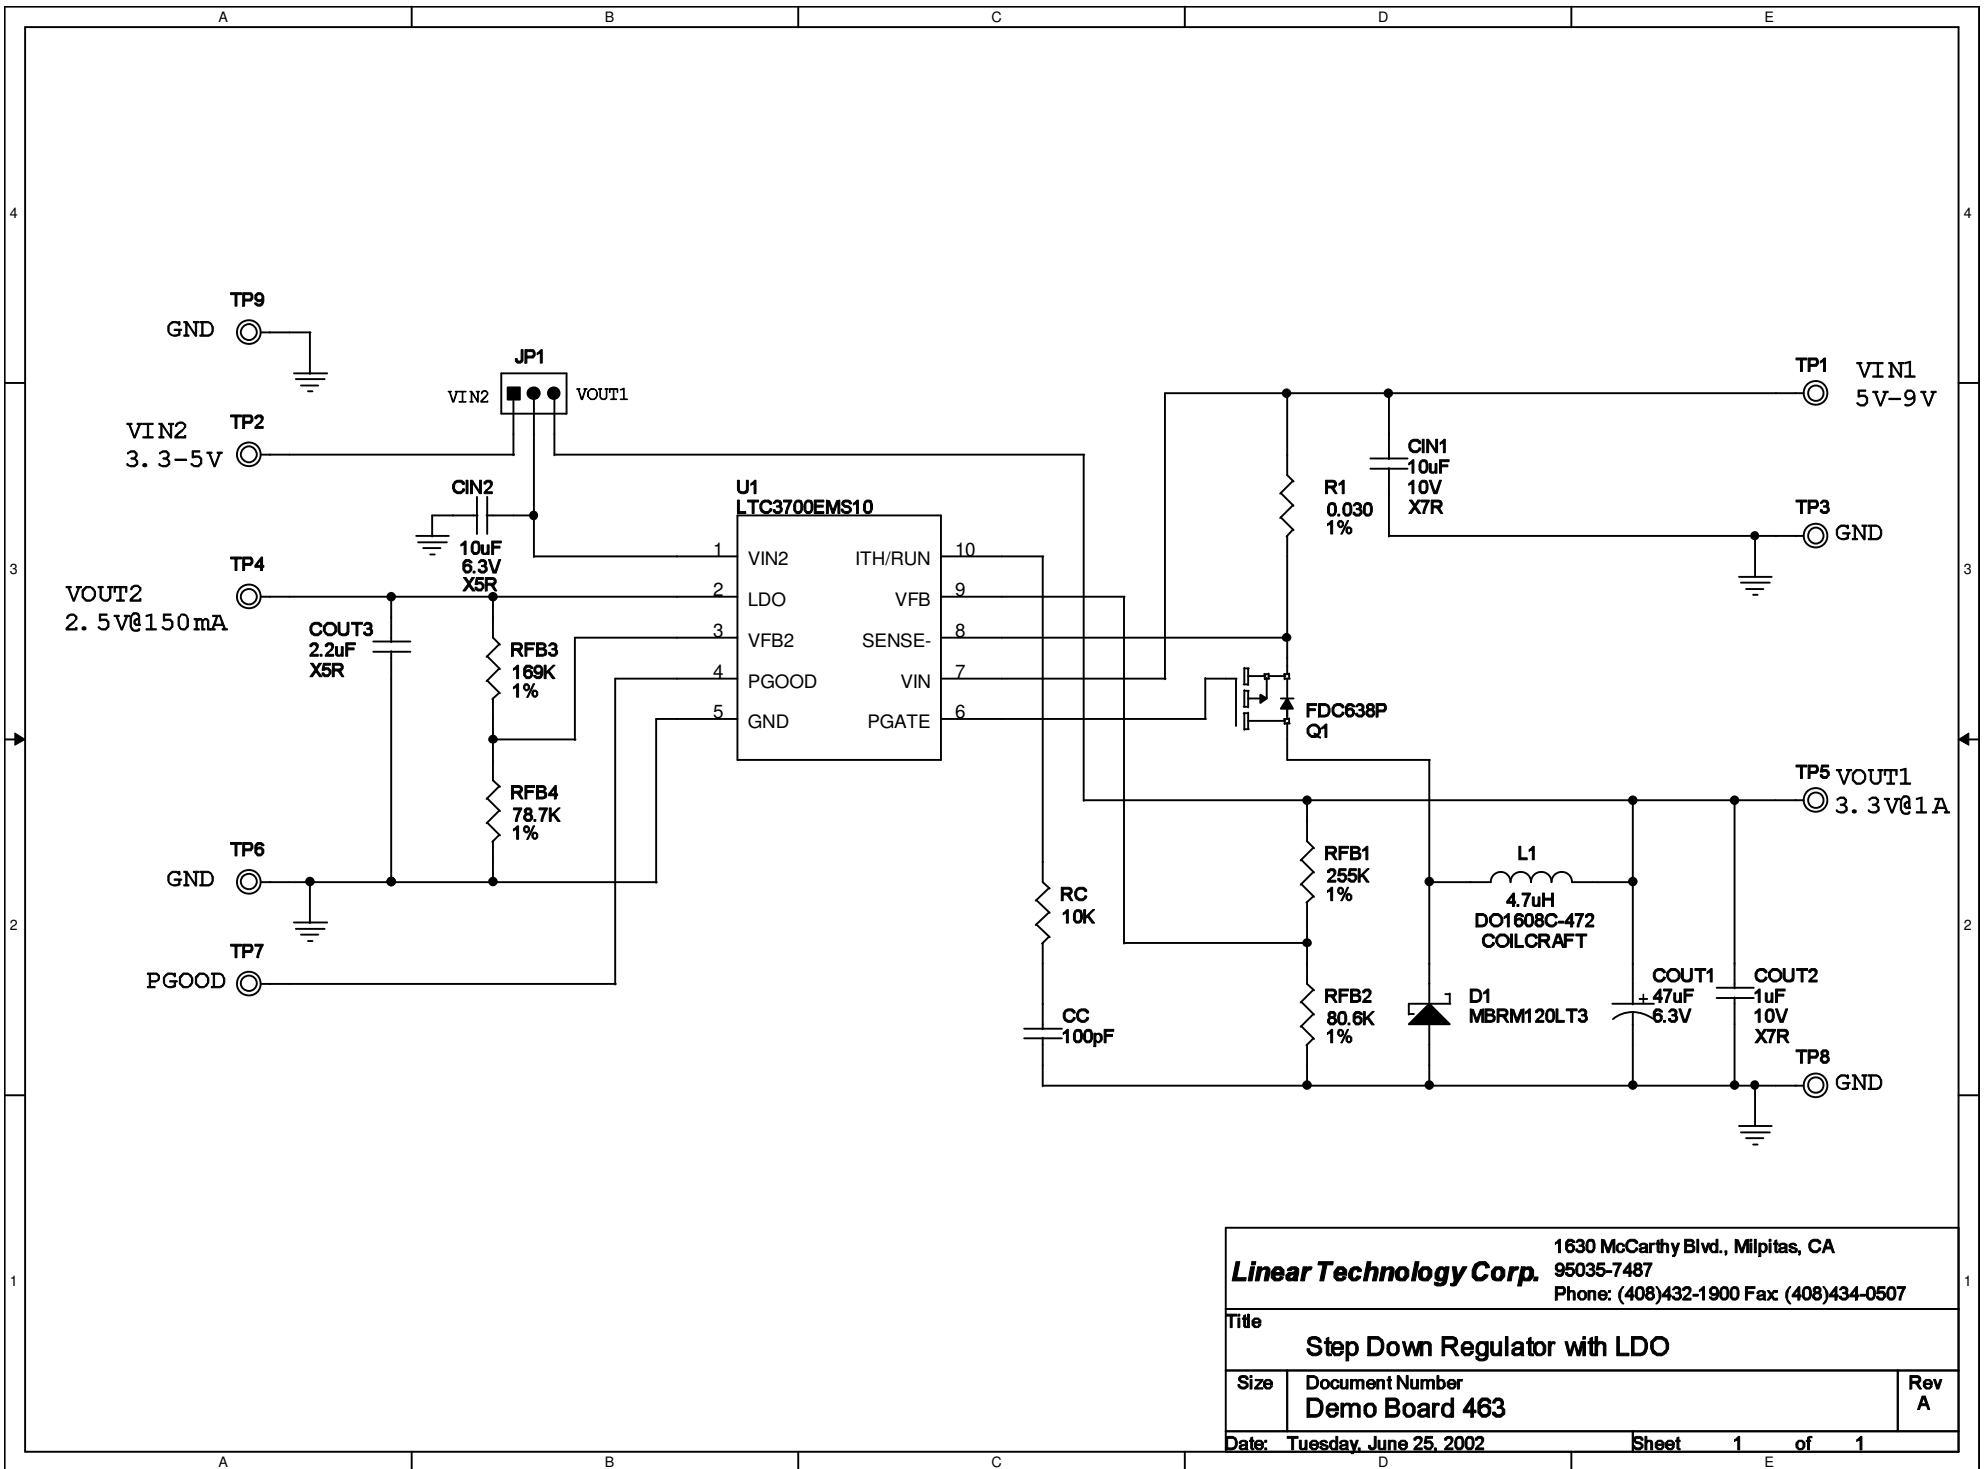 A B C D E
4 4
TP9
GND
JP1
VIN2 VOUT1
TP2
VIN2
3.3-5V
CIN2
10uF
6.3V
X5R
TP4
VOUT2
2.5V@150mA
COUT3
2.2uF
X5R
RFB3
169K
1%
RFB4
78.7K
1%
TP6
GND
TP7
PGOOD
U1
LTC3700EMS10
1 VIN2 ITH/RUN 10
2 LDO VFB 9
3 VFB2 SENSE- 8
4 PGOOD VIN 7
5 GND PGATE 6
TP1
VIN1
5V-9V
CIN1
10uF
10V
X7R
R1
0.030
1%
TP3
GND
3 3
FDC638P
Q1
TP5
VOUT1
3.3V@1A
RFB1
255K
1%
L1
4.7uH
DO1608C-472
COILCRAFT
RC
10K
2 2
CC
100pF
RFB2
80.6K
1%
D1
MBRM120LT3
COUT1
+
47uF
6.3V
COUT2
1uF
10V
X7R
TP8
GND
1 1
Linear Technology Corp.
1630 McCarthy Blvd., Milpitas, CA
95035-7487
Phone: (408)432-1900 Fax: (408)434-0507
Title
Step Down Regulator with LDO
Size
Document Number
Demo Board 463
Rev
A
Date: Tuesday, June 25, 2002 Sheet 1 of 1
A B C D E